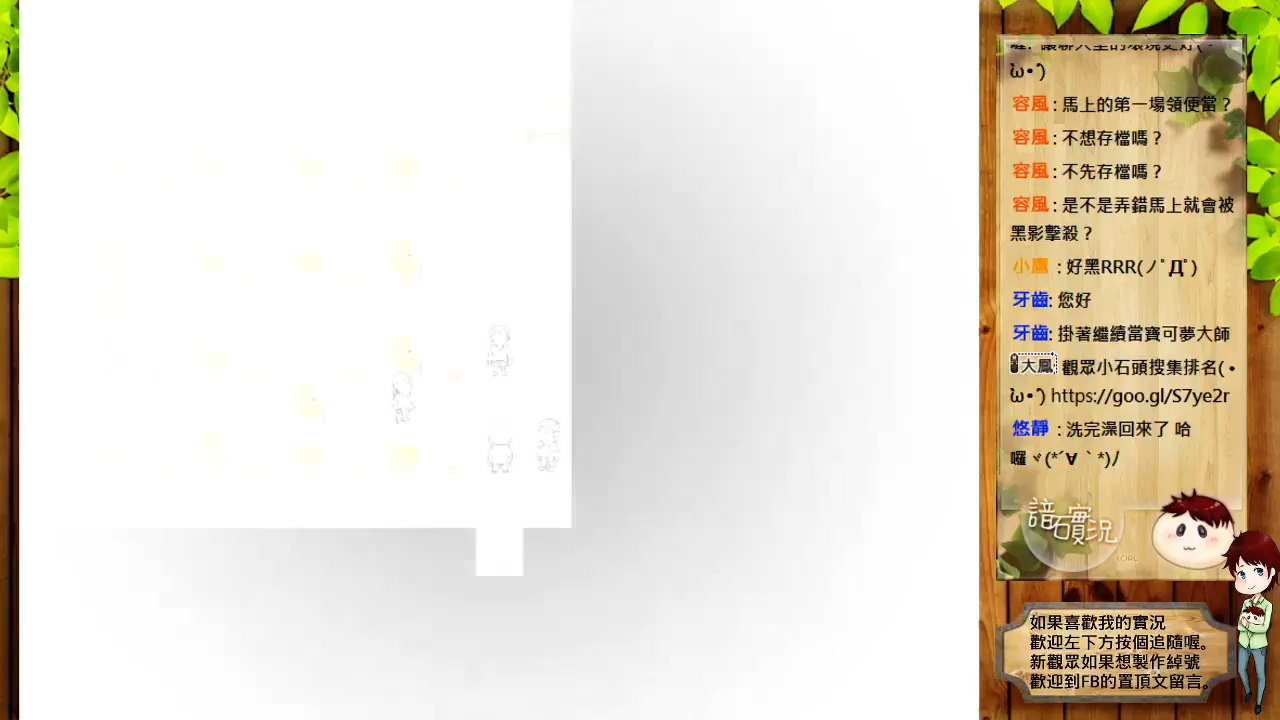 ὼ•́)
容風 : 馬上的第一場領便當？
容風 : 不想存檔嗎？
容風 : 不先存檔嗎？
容風 : 是不是弄錯馬上就會被
黑影擊殺？
小鷹 : 好黑RRR(ノﾟДﾟ)
牙齒: 您好
牙齒: 掛著繼續當寶可夢大師
大鳳 觀眾小石頭搜集排名( •
ὼ•́) https://goo.gl/S7ye2r
悠靜 : 洗完澡回來了 哈
囉ヾ(*´∀｀*)ﾉ
諳石實況
如果喜歡我的實況
歡迎左下方按個追隨喔。
新觀眾如果想製作綽號
歡迎到FB的置頂文留言。